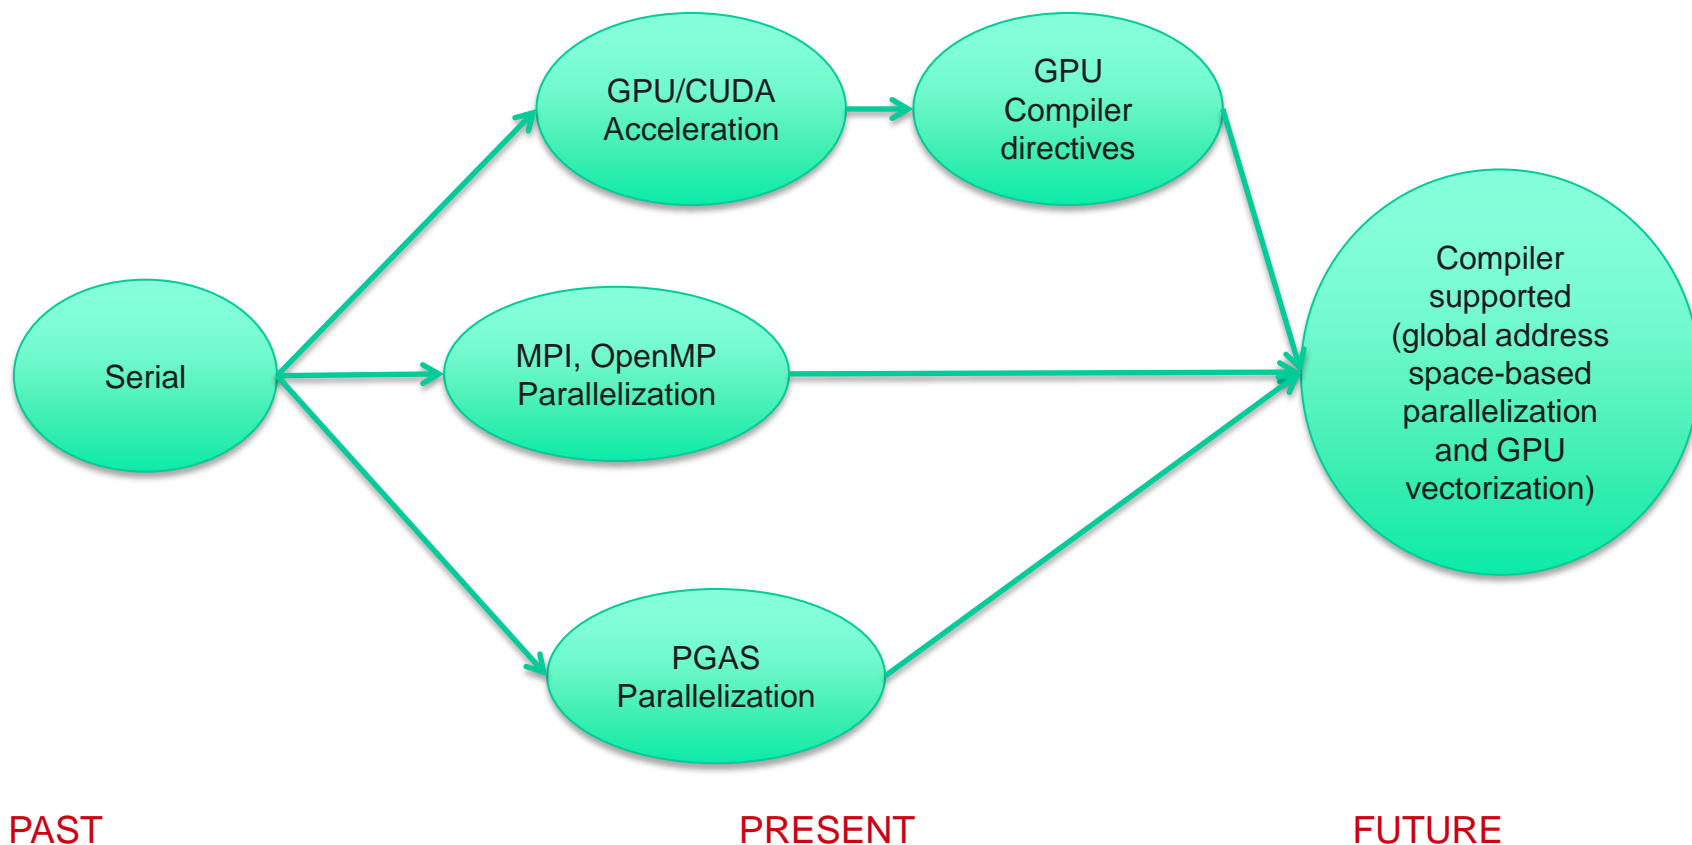 GPU/CUDA
Acceleration
GPU
Compiler
directives
Serial
MPI, OpenMP
Parallelization
Compiler
supported
(global address
space-based
parallelization
and GPU
vectorization)
PGAS
Parallelization
PAST
PRESENT
FUTURE